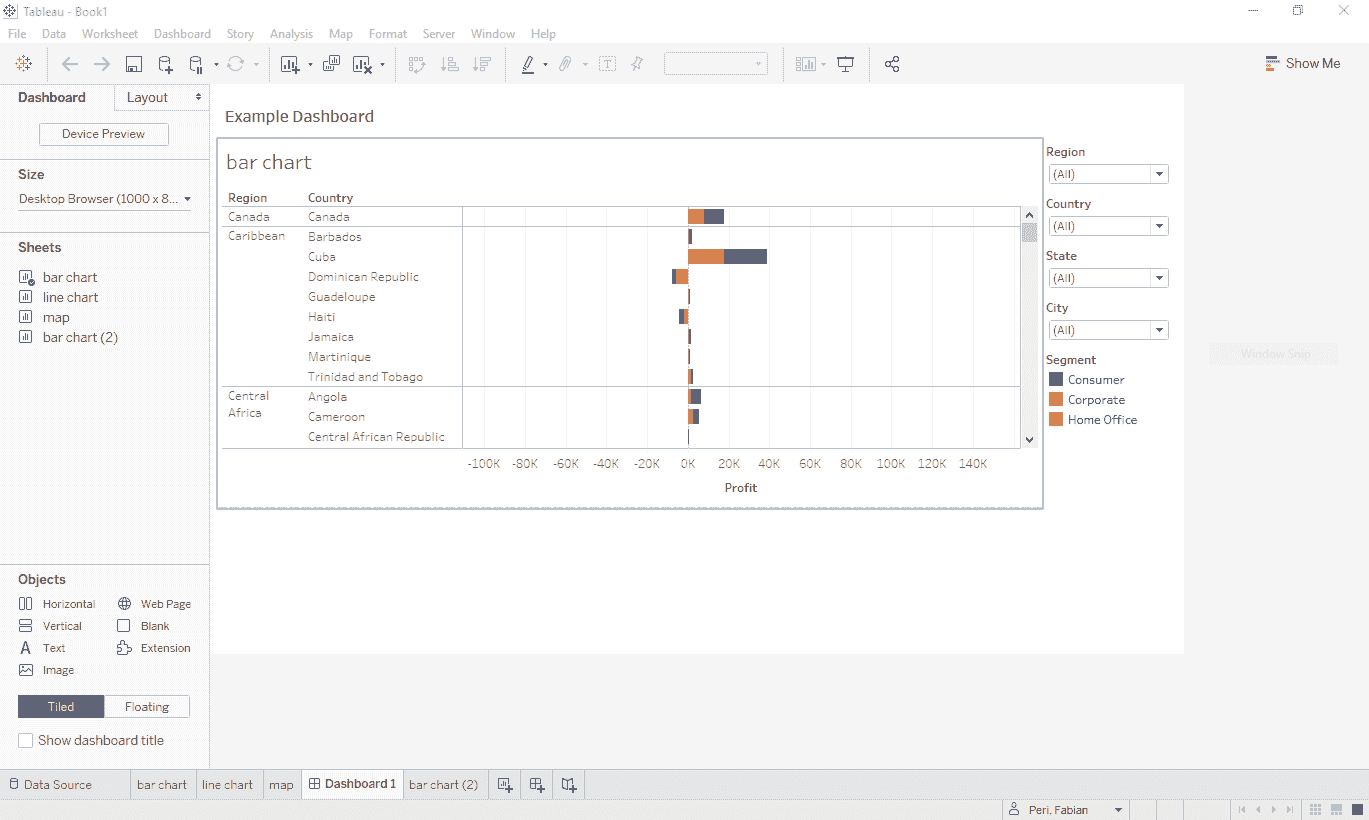 Tableau - Book1
File Data Worksheet Dashboard Story Analysis Map Format Server Window Help
Show Me
Dashboard Layout
Device Preview
Size
Desktop Browser (1000 x 8...
Sheets
bar chart
line chart
map
bar chart (2)
Objects
Horizontal Web Page
Vertical Blank
A Text Extension
Image
Tiled Floating
Show dashboard title
Example Dashboard
bar chart
Region Country
Canada Canada
Caribbean Barbados
Cuba
Dominican Republic
Guadeloupe
Haiti
Jamaica
Martinique
Trinidad and Tobago
Central Angola
Africa Cameroon
Central African Republic
-100K -80K -60K -40K -20K 0K 20K 40K 60K 80K 100K 120K 140K
Profit
Region
(All)
Country
(All)
State
(All)
City
(All)
Segment
Consumer
Corporate
Home Office
Window Snip
Data Source bar chart line chart map Dashboard 1 bar chart (2)
Peri, Fabian